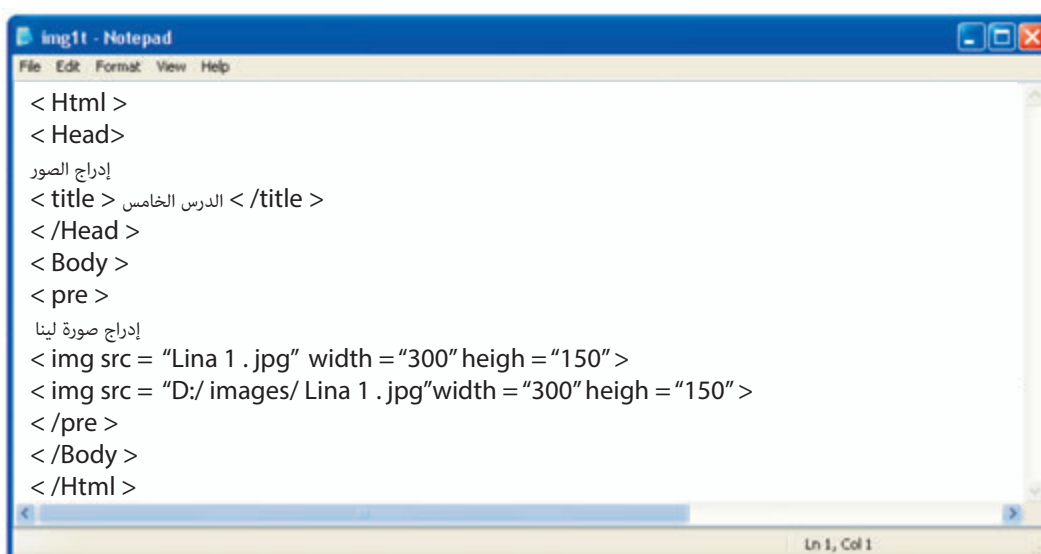 img1t - Notepad
File Edit Format View Help
< Html >
< Head>
إدراج الصور
< title > الدرس الخامس < /title >
< /Head >
< Body >
< pre >
إدراج صورة لينا
< img src = “Lina 1 . jpg” width = “300” heigh = “150” >
< img src = “D:/ images/ Lina 1 . jpg”width = “300” heigh = “150” >
< /pre >
< /Body >
< /Html >
Ln 1, Col 1